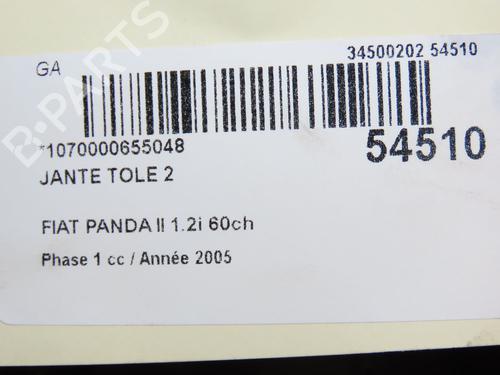 GA
34500202 54510
*1070000655048
54510
JANTE TOLE 2
FIAT PANDA II 1.2i 60ch
Phase 1 cc / Année 2005
B-PARTS